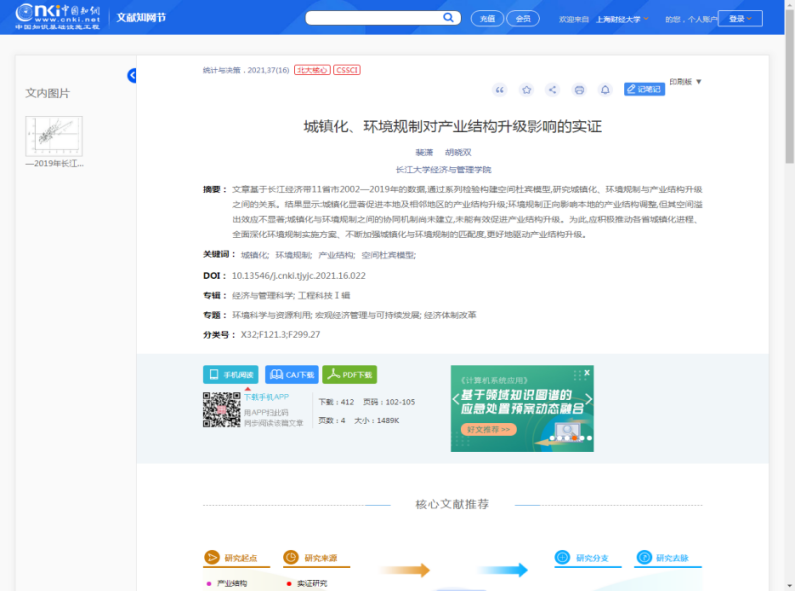 cnki 中国知网
www.cnki.net
中国知识基础设施工程
文献知网节
充值
会员
欢迎来自 上海财经大学
的您，个人账户
登录
文内图片
—2019年长江...
统计与决策 . 2021,37(16) 北大核心 CSSCI
记笔记
印刷版
城镇化、环境规制对产业结构升级影响的实证
裴潇 胡晓双
长江大学经济与管理学院
摘要： 文章基于长江经济带11省市2002—2019年的数据,通过系列检验构建空间杜宾模型,研究城镇化、环境规制与产业结构升级
之间的关系。结果显示:城镇化显著促进本地及相邻地区的产业结构升级;环境规制正向影响本地的产业结构调整,但其空间溢
出效应不显著;城镇化与环境规制之间的协同机制尚未建立,未能有效促进产业结构升级。为此,应积极推动各省城镇化进程、
全面深化环境规制实施方案、不断加强城镇化与环境规制的匹配度,更好地驱动产业结构升级。
关键词： 城镇化; 环境规制; 产业结构; 空间杜宾模型;
DOI： 10.13546/j.cnki.tjyjc.2021.16.022
专辑： 经济与管理科学; 工程科技Ⅰ辑
专题： 环境科学与资源利用; 宏观经济管理与可持续发展; 经济体制改革
分类号： X32;F121.3;F299.27
手机阅读
CAJ下载
PDF下载
下载手机APP
用APP扫此码
同步阅读该篇文章
下载：412 页码：102-105
页数：4 大小：1489K
《计算机系统应用》
X
基于领域知识图谱的
应急处置预案动态融合
好文推荐 >>
核心文献推荐
研究起点
研究来源
研究分支
研究去脉
产业结构
实证研究